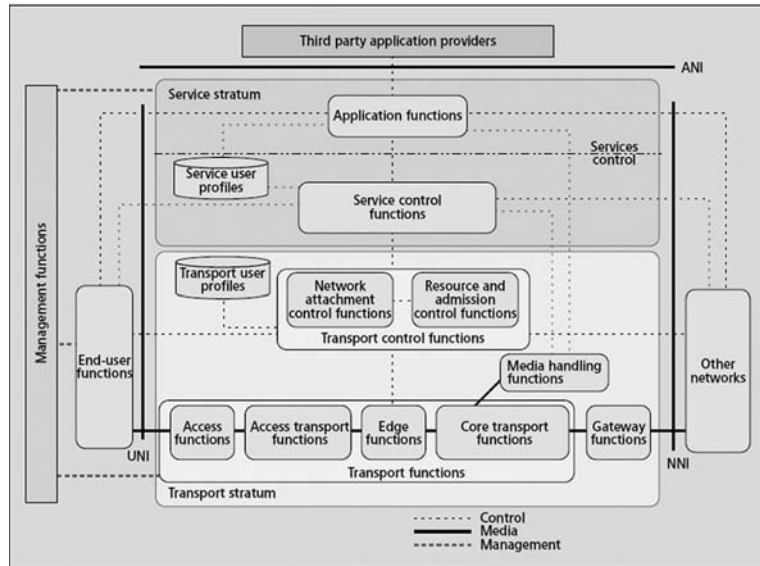 Third party application providers
ANI
Service stratum
Application functions
Services
control
Service user
profiles
Service control
functions
Management functions
Transport user
profiles
Network
attachment
control functions
Resource and
admission
control functions
Transport control functions
End-user
functions
Media handling
functions
Other
networks
Access
functions
Access transport
functions
Edge
functions
Core transport
functions
Gateway
functions
UNI
Transport functions
NNI
Transport stratum
Control
Media
Management